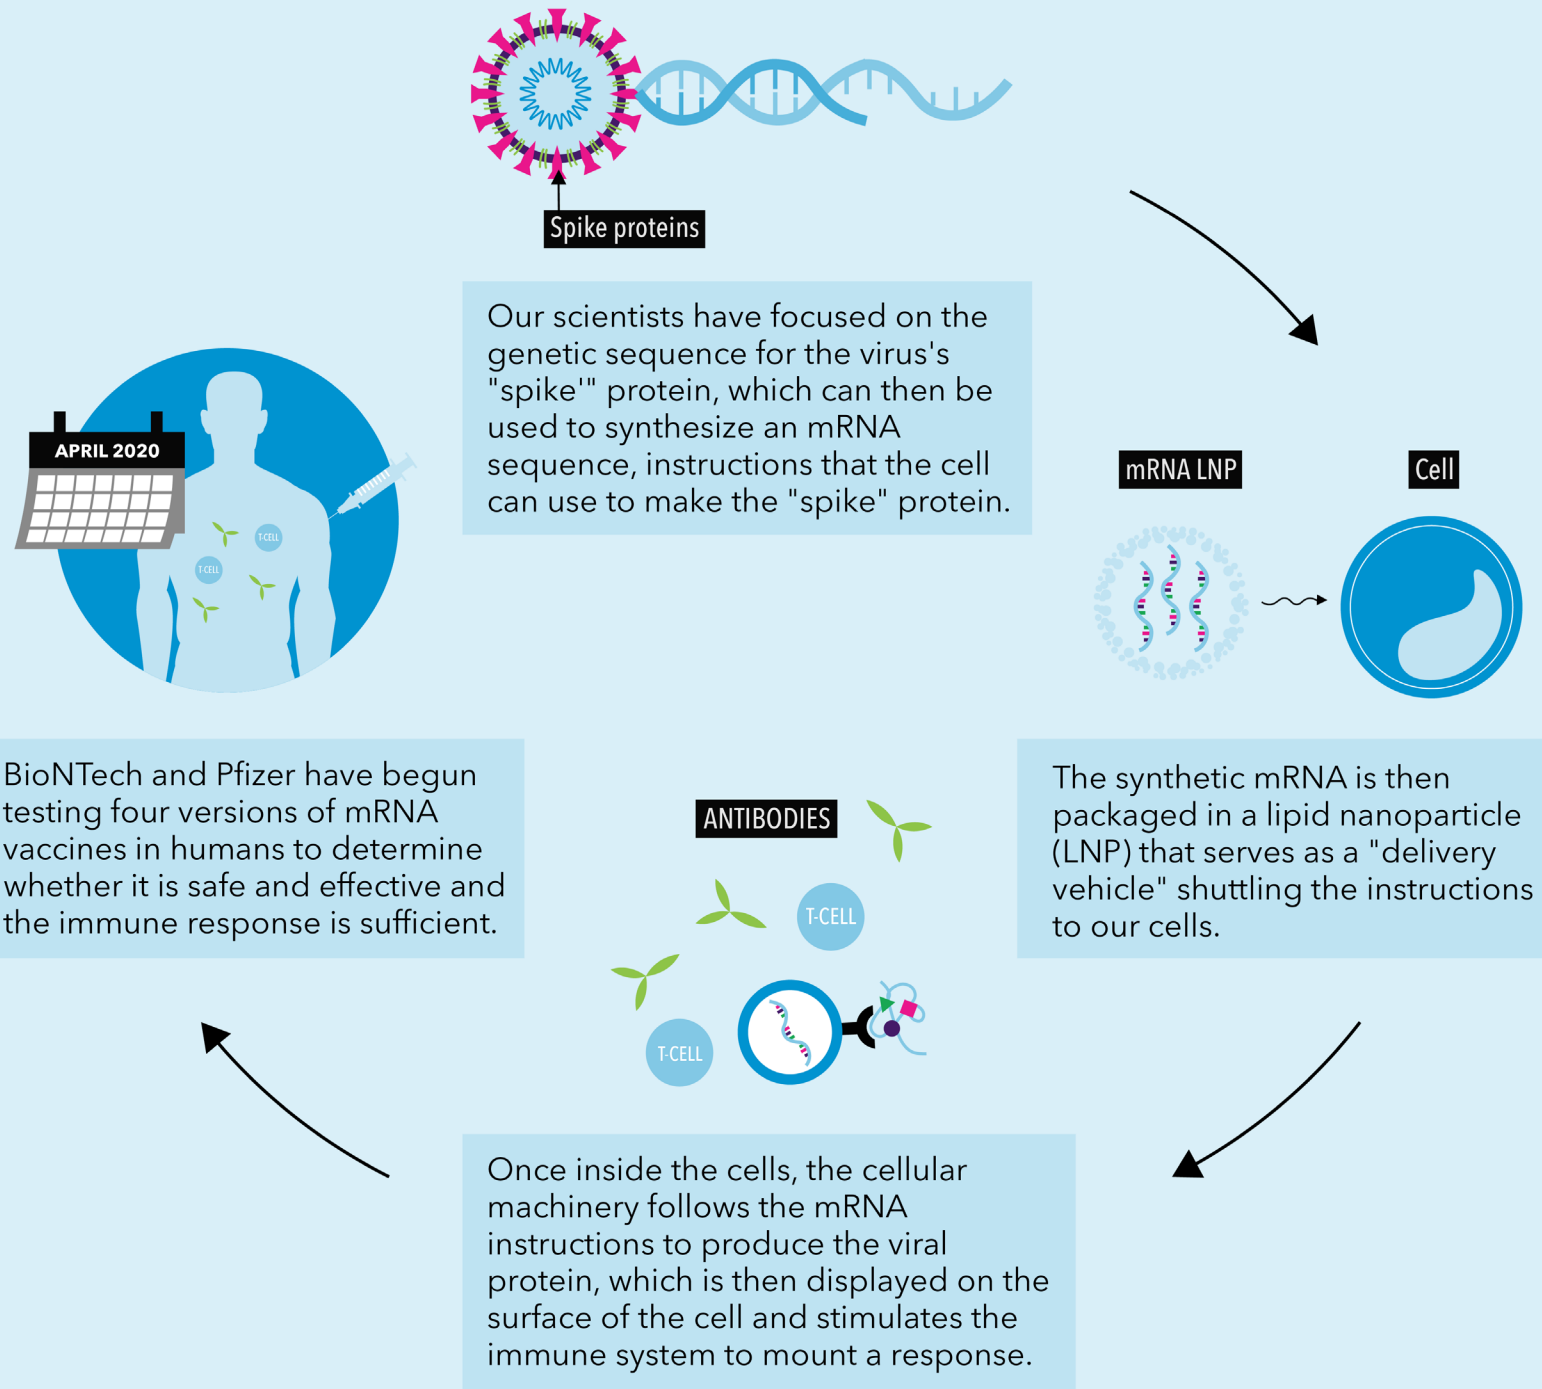 Spike proteins
Our scientists have focused on the
genetic sequence for the virus's
"spike'" protein, which can then be
used to synthesize an mRNA
sequence, instructions that the cell
can use to make the "spike" protein.
mRNA LNP
Cell
The synthetic mRNA is then
packaged in a lipid nanoparticle
(LNP) that serves as a "delivery
vehicle" shuttling the instructions
to our cells.
ANTIBODIES
T-CELL
T-CELL
Once inside the cells, the cellular
machinery follows the mRNA
instructions to produce the viral
protein, which is then displayed on the
surface of the cell and stimulates the
immune system to mount a response.
APRIL 2020
T-CELL
T-CELL
BioNTech and Pfizer have begun
testing four versions of mRNA
vaccines in humans to determine
whether it is safe and effective and
the immune response is sufficient.